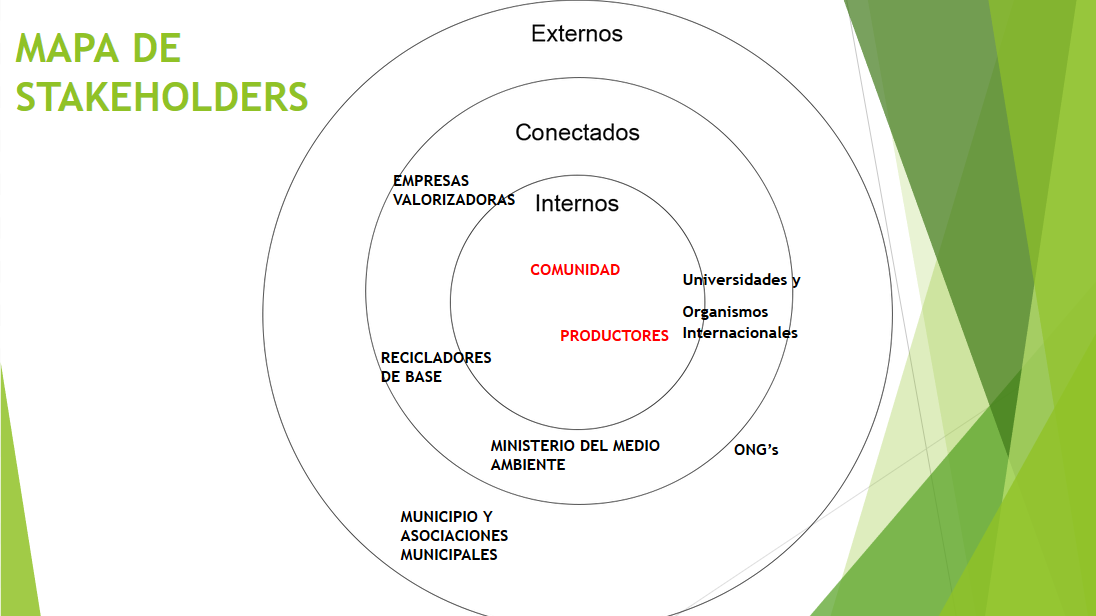 MAPA DE
STAKEHOLDERS
Externos
Conectados
EMPRESAS
VALORIZADORAS
Internos
COMUNIDAD
Universidades y
Organismos
Internacionales
PRODUCTORES
RECICLADORES
DE BASE
MINISTERIO DEL MEDIO
AMBIENTE
ONG’s
MUNICIPIO Y
ASOCIACIONES
MUNICIPALES